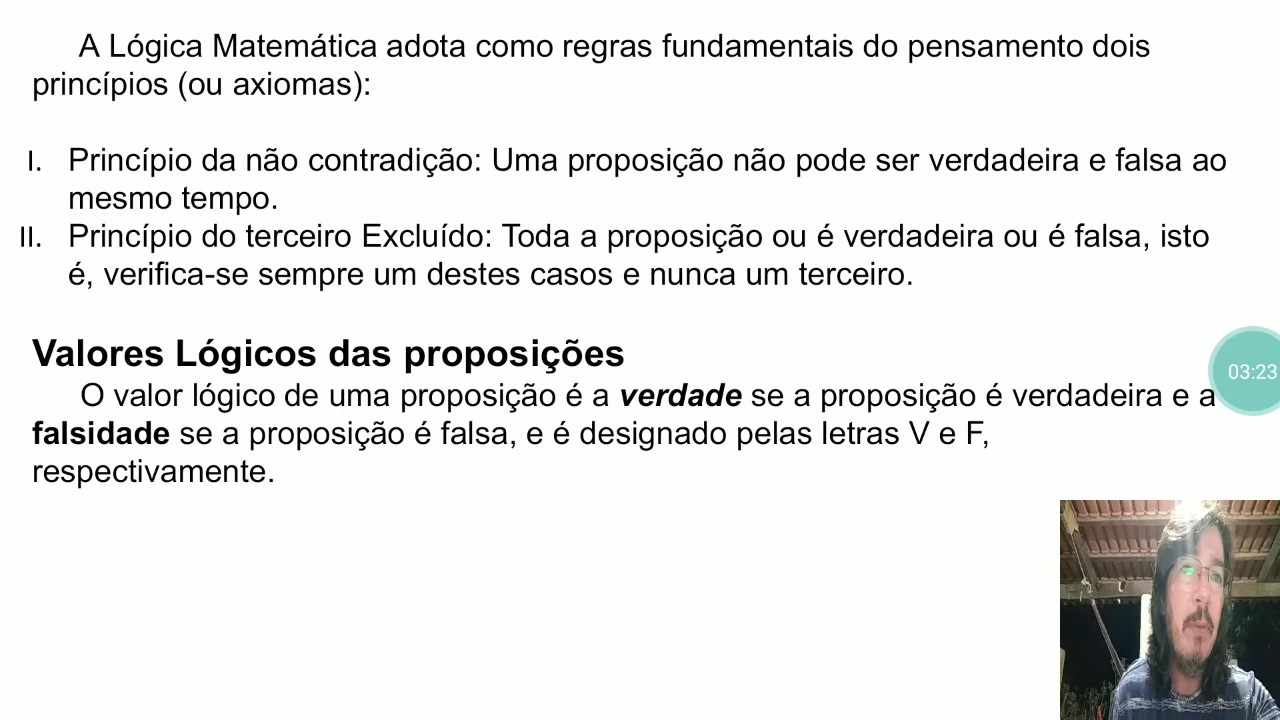 A Lógica Matemática adota como regras fundamentais do pensamento dois
princípios (ou axiomas):
I. Princípio da não contradição: Uma proposição não pode ser verdadeira e falsa ao
mesmo tempo.
II. Princípio do terceiro Excluído: Toda a proposição ou é verdadeira ou é falsa, isto
é, verifica-se sempre um destes casos e nunca um terceiro.
Valores Lógicos das proposições
O valor lógico de uma proposição é a verdade se a proposição é verdadeira e a
falsidade se a proposição é falsa, e é designado pelas letras V e F,
respectivamente.
03:23